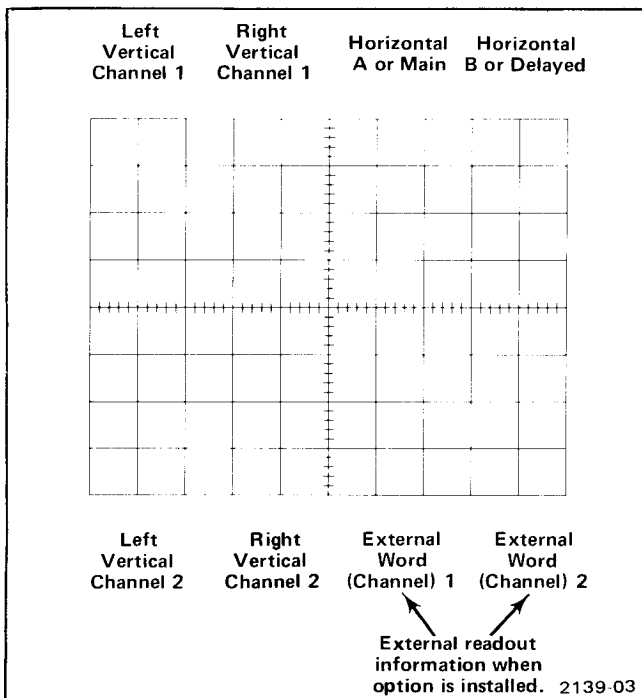 Left
Vertical
Channel 1
Right
Vertical
Channel 1
Horizontal
A or Main
Horizontal
B or Delayed
Left
Vertical
Channel 2
Right
Vertical
Channel 2
External
Word
(Channel) 1
External
Word
(Channel) 2
External readout
information when
option is installed.
2139-03